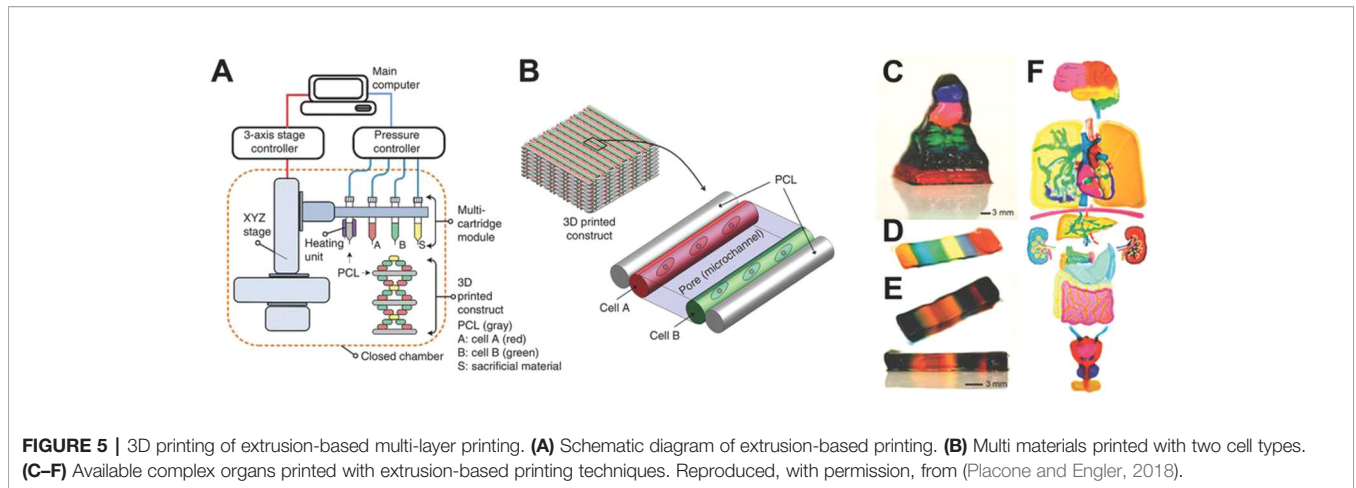 A
Main
computer
3-axis stage
controller
Pressure
controller
XYZ
stage
Heating
unit
A
B
S
PCL
Multi-
cartridge
module
3D
printed
construct
PCL (gray)
A: cell A (red)
B: cell B (green)
S: sacrificial material
Closed chamber
B
3D printed
construct
PCL
Pore (microchannel)
Cell A
Cell B
C
3 mm
D
E
3 mm
F
FIGURE 5 | 3D printing of extrusion-based multi-layer printing. (A) Schematic diagram of extrusion-based printing. (B) Multi materials printed with two cell types.
(C–F) Available complex organs printed with extrusion-based printing techniques. Reproduced, with permission, from (Placone and Engler, 2018).